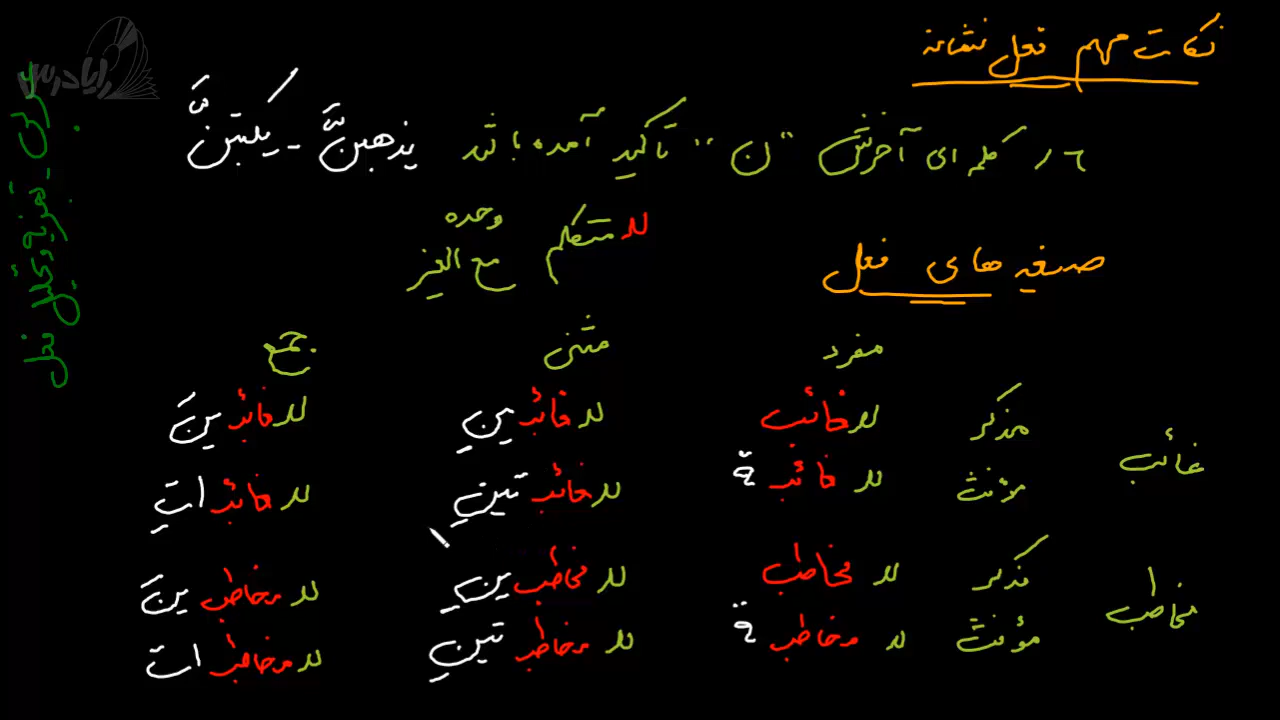 نکات مهم فعل نشانه
۶/ کلمه ای آخرش "ن" تاکید آمده باشد یذهبنَّ - یکتبنَّ
للمتکلم وحده
مع الغیر
صیغه های فعل
مفرد مثنی جمع
غائب مذکر للغائب للغائبینِ للغائبینَ
مؤنث للغائبة للغائبتینِ للغائباتِ
مخاطب مذکر للمخاطب للمخاطبینِ للمخاطبینَ
مؤنث للمخاطبة للمخاطبتینِ للمخاطبات
عربی - تجزیه و تحلیل فعل